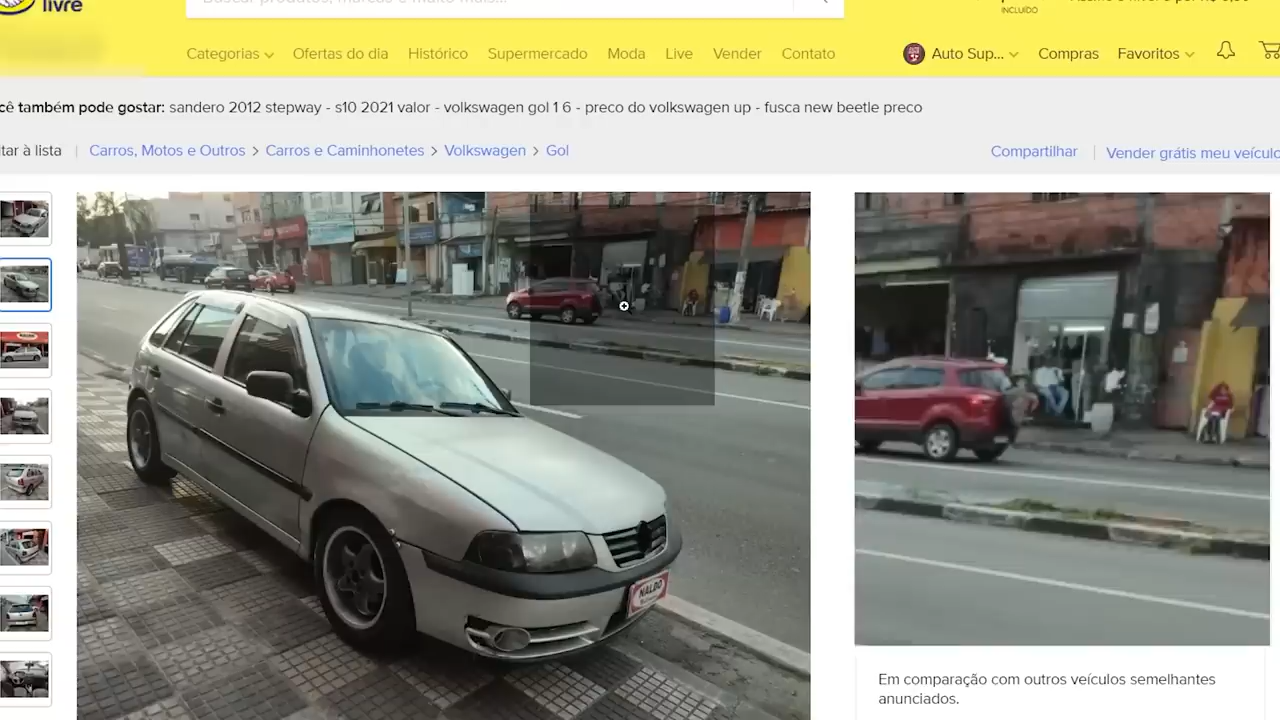 livre
INCLUÍDO
Categorias
Ofertas do dia
Histórico
Supermercado
Moda
Live
Vender
Contato
Auto Sup...
Compras
Favoritos
cê também pode gostar: sandero 2012 stepway - s10 2021 valor - volkswagen gol 1 6 - preco do volkswagen up - fusca new beetle preco
tar à lista
Carros, Motos e Outros > Carros e Caminhonetes > Volkswagen > Gol
Compartilhar
Vender grátis meu veículo
NALDO
Em comparação com outros veículos semelhantes
anunciados.